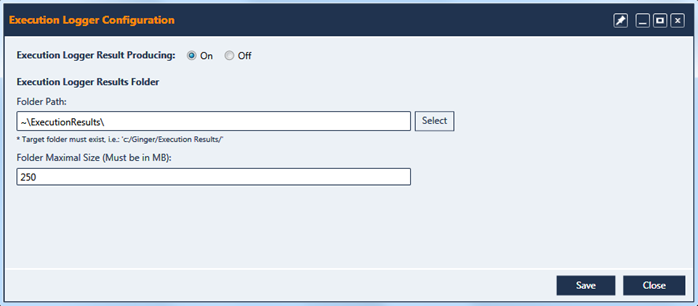 Execution Logger Configuration
Execution Logger Result Producing: On Off
Execution Logger Results Folder
Folder Path:
~\ExecutionResults\ Select
* Target folder must exist, i.e.: 'c:/Ginger/Execution Results/'
Folder Maximal Size (Must be in MB):
250
Save Close